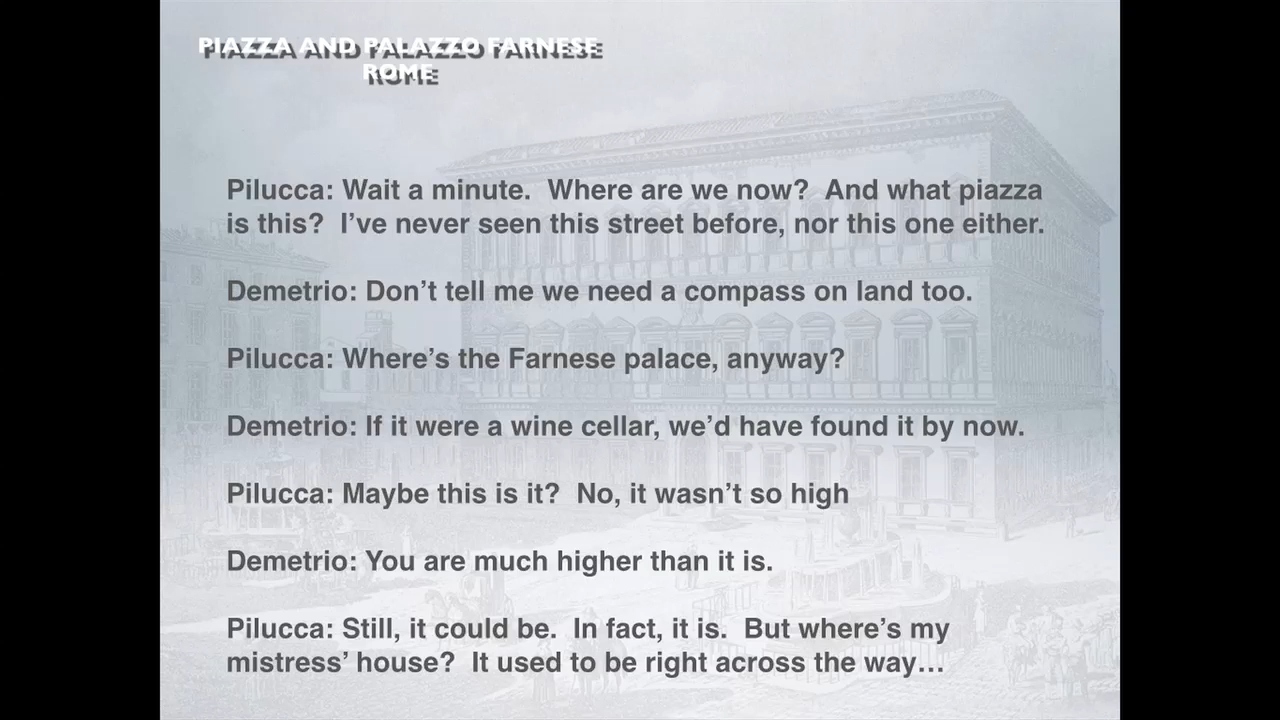 PIAZZA AND PALAZZO FARNESE
ROME
Pilucca: Wait a minute.  Where are we now?  And what piazza
is this?  I’ve never seen this street before, nor this one either.
Demetrio: Don’t tell me we need a compass on land too.
Pilucca: Where’s the Farnese palace, anyway?
Demetrio: If it were a wine cellar, we’d have found it by now.
Pilucca: Maybe this is it?  No, it wasn’t so high
Demetrio: You are much higher than it is.
Pilucca: Still, it could be.  In fact, it is.  But where’s my
mistress’ house?  It used to be right across the way…